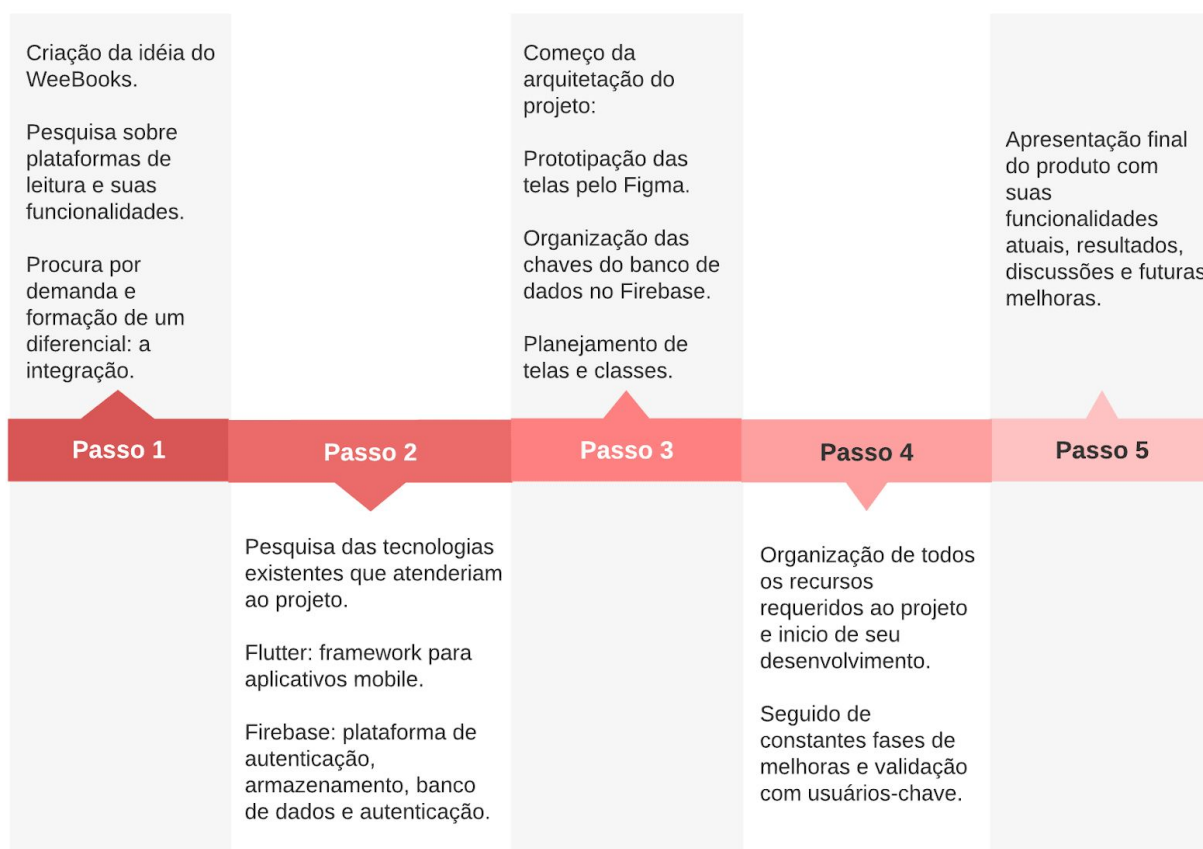 Criação da idéia do
WeeBooks.
Pesquisa sobre
plataformas de
leitura e suas
funcionalidades.
Procura por
demanda e
formação de um
diferencial: a
integração.
Passo 1
Passo 2
Pesquisa das tecnologias
existentes que atenderiam
ao projeto.
Flutter: framework para
aplicativos mobile.
Firebase: plataforma de
autenticação,
armazenamento, banco
de dados e autenticação.
Começo da
arquitetação do
projeto:
Prototipação das
telas pelo Figma.
Organização das
chaves do banco de
dados no Firebase.
Planejamento de
telas e classes.
Passo 3
Passo 4
Organização de todos
os recursos
requeridos ao projeto
e inicio de seu
desenvolvimento.
Seguido de
constantes fases de
melhoras e validação
com usuários-chave.
Apresentação final
do produto com
suas
funcionalidades
atuais, resultados,
discussões e futuras
melhoras.
Passo 5